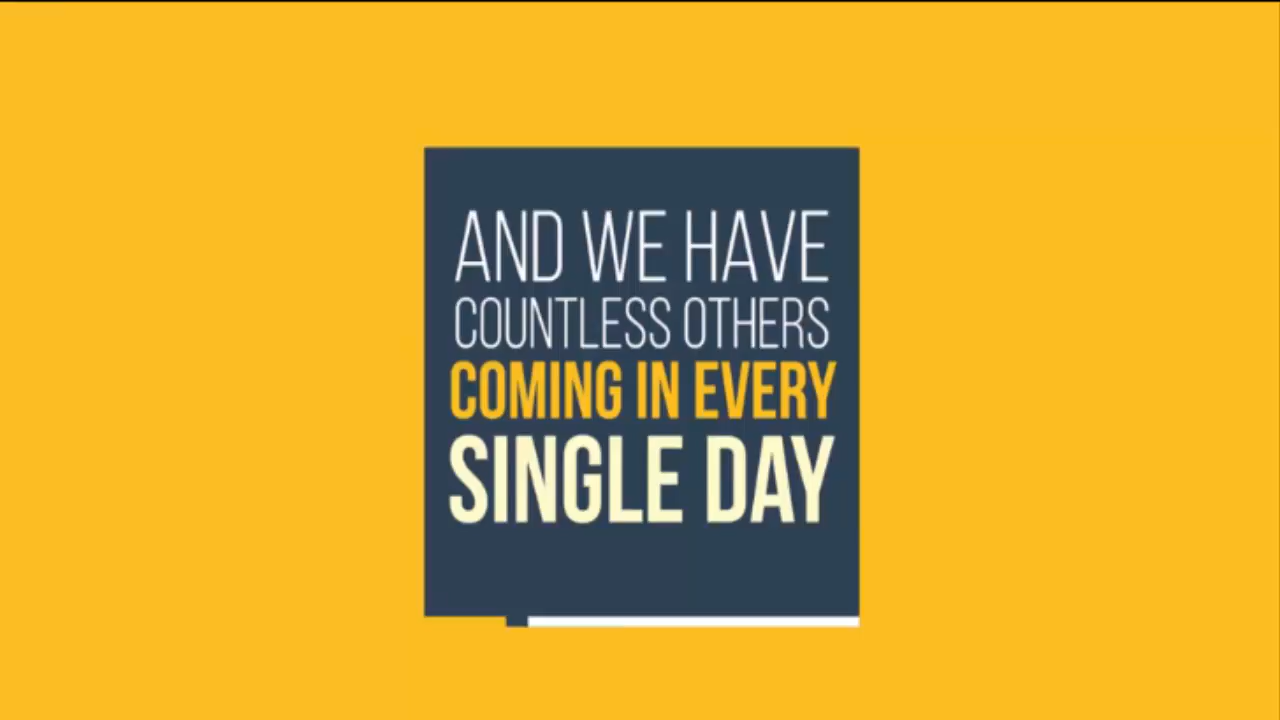 AND WE HAVE
COUNTLESS OTHERS
COMING IN EVERY
SINGLE DAY